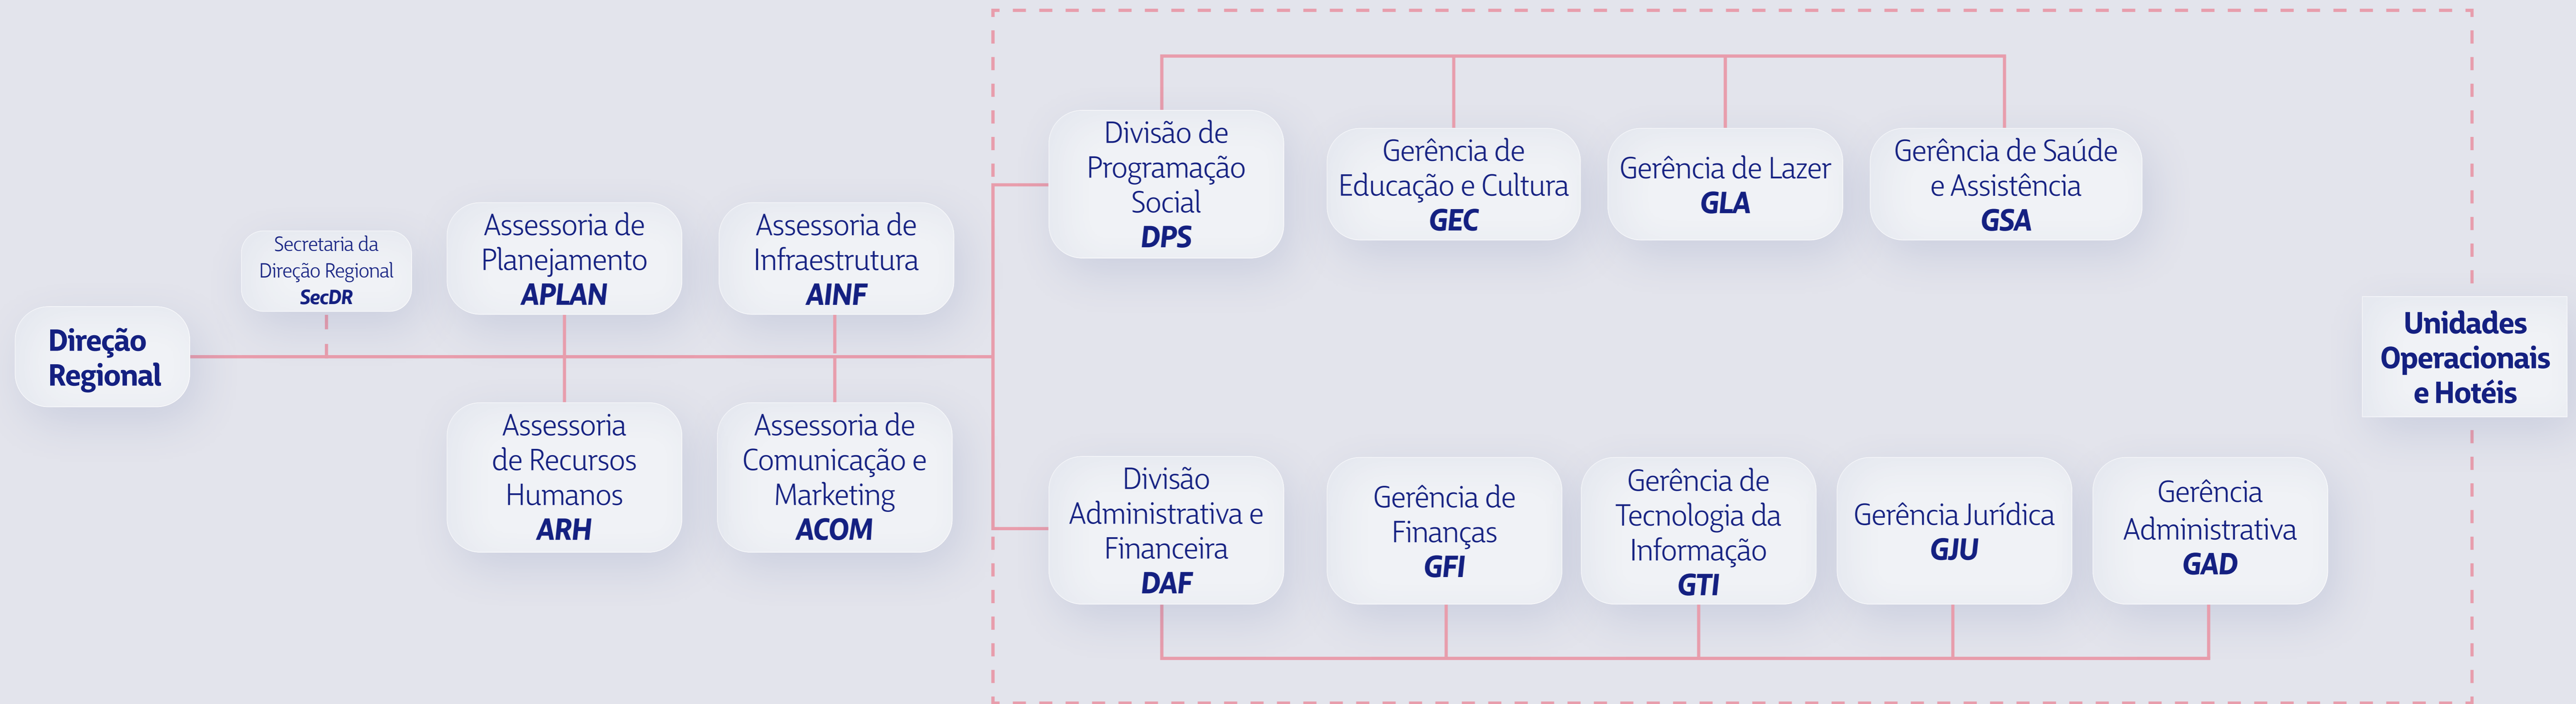 Direção
Regional
Secretaria da
Direção Regional
SecDR
Assessoria de
Planejamento
APLAN
Assessoria de
Infraestrutura
AINF
Assessoria
de Recursos
Humanos
ARH
Assessoria de
Comunicação e
Marketing
ACOM
Divisão de
Programação
Social
DPS
Gerência de
Educação e Cultura
GEC
Gerência de Lazer
GLA
Gerência de Saúde
e Assistência
GSA
Divisão
Administrativa e
Financeira
DAF
Gerência de
Finanças
GFI
Gerência de
Tecnologia da
Informação
GTI
Gerência Jurídica
GJU
Gerência
Administrativa
GAD
Unidades
Operacionais
e Hotéis